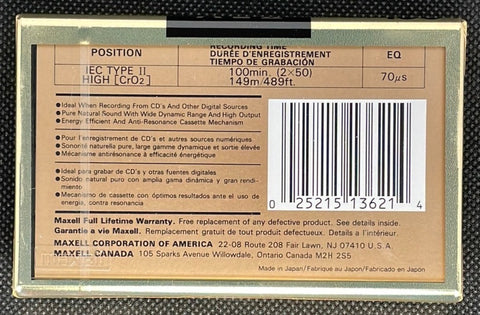 POSITION
RECORDING TIME
DURÉE D'ENREGISTREMENT
TIEMPO DE GRABACIÓN
EQ
IEC TYPE II
HIGH [CrO2]
100min. (2×50)
149m/489ft.
70μs
• Ideal When Recording From CD's And Other Digital Sources
• Pure Natural Sound With Wide Dynamic Range And High Output
• Energy Efficient And Anti-Resonance Cassette Mechanism
• Pour l'enregistrement de CD's et autres sources numériques
• Sonorité naturelle pure, large gamme dynamique et sortie élevée
• Mécanisme antirésonance à efficacité énergétique
• Ideal para grabar de CD's y otras fuentes digitales
• Sonido natural puro con amplia gama dinámica y gran rendi-
miento
• Mecanismo de cassette con óptimos resultados ante el uso de
energía, contra resonancia.
0 25215 13621 4
Maxell Full Lifetime Warranty. Free replacement of any defective product. See details inside.
Garantie a vie Maxell. Remplacement gratuit de tout produit défectueux. Details a l'interieur.
MAXELL CORPORATION OF AMERICA 22-08 Route 208 Fair Lawn, NJ 07410 U.S.A.
MAXELL CANADA 105 Sparks Avenue Willowdale, Ontario Canada M2H 2S5
Made in Japan/Fabriqué au Japon/Fabricado en Japón